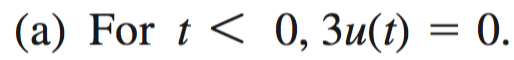 (a) For t < 0, 3u(t) = 0.